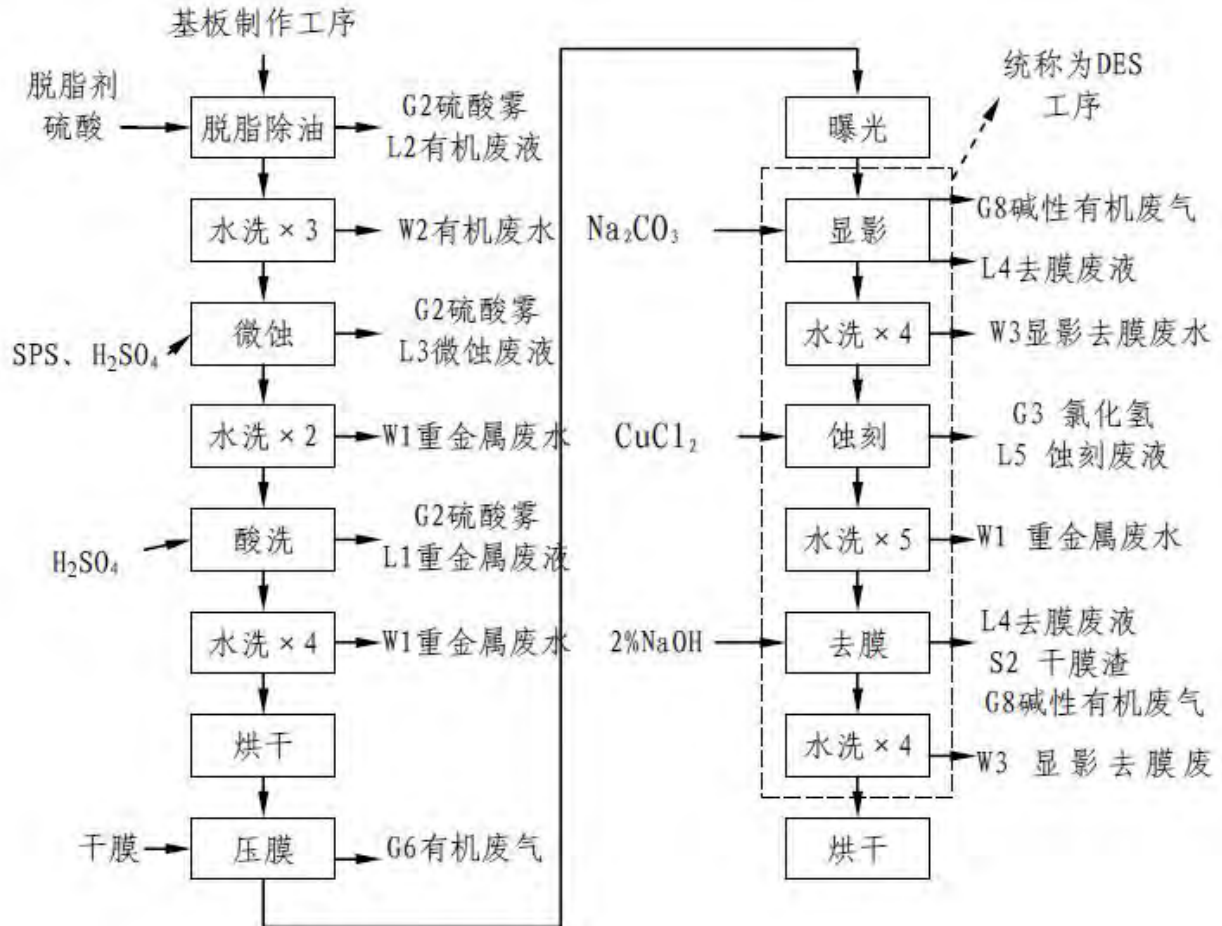 基板制作工序
脱脂剂
硫酸
脱脂除油
G2硫酸雾
L2有机废液
水洗×3
W2有机废水
SPS、H₂SO₄
微蚀
G2硫酸雾
L3微蚀废液
水洗×2
W1重金属废水
H₂SO₄
酸洗
G2硫酸雾
L1重金属废液
水洗×4
W1重金属废水
烘干
干膜
压膜
G6有机废气
统称为DES
工序
曝光
Na₂CO₃
显影
G8碱性有机废气
L4去膜废液
水洗×4
W3显影去膜废水
CuCl₂
蚀刻
G3 氯化氢
L5 蚀刻废液
水洗×5
W1 重金属废水
2%NaOH
去膜
L4去膜废液
S2 干膜渣
G8碱性有机废气
水洗×4
W3 显影去膜废
烘干